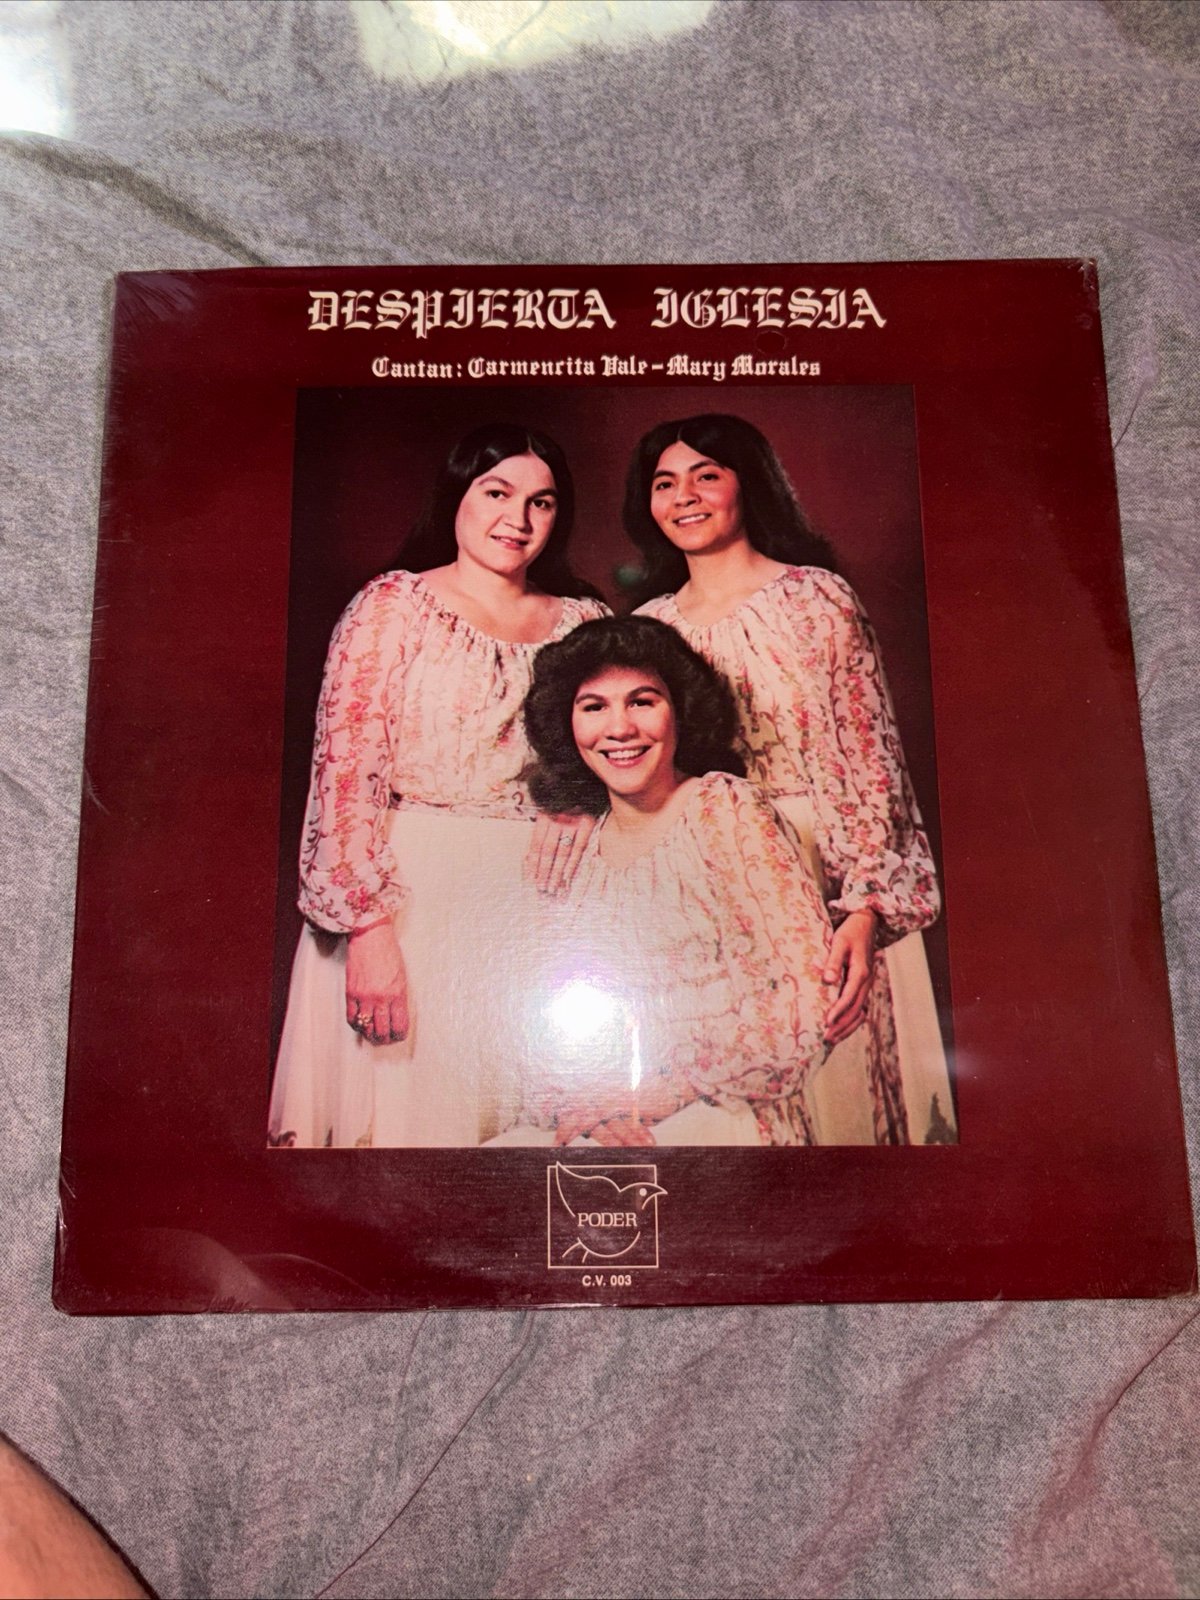 DESPIERTA IGLESIA
Cantan: Carmencita Vale - Mary Morales
PODER
C.V. 003